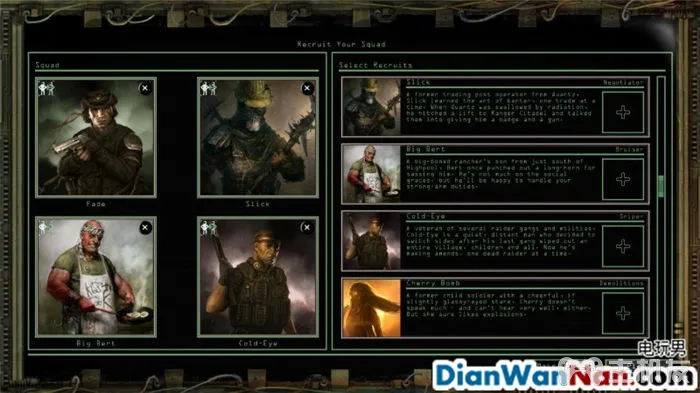 Recruit Your Squad
Squad
Fade
Slick
Big Bert
Cold-Eye
Select Recruits
Slick
Negotiator
A former trading post operator from Quartz,
Slick learned the art of barter, one trade at a
time. When Quartz was swallowed by radiation,
he hitched a lift to Ranger Citadel and talked
them into giving him a badge and a gun.
Big Bert
Bruiser
A big-boned rancher's son from just south of
Highpool, Bert once punched out a long-horn for
sassing him. He's not much on the social
graces, but he'll be happy to handle your
strong-arm duties.
Cold-Eye
Sniper
A veteran of several raider gangs and militias,
Cold-Eye is a quiet, distant man who decided to
switch sides after his last gang wiped out an
entire village, children and all. Now he's
making amends, one dead raider at a time.
Cherry Bomb
Demolitions
A former child soldier with a cheerful, if
slightly glassy-eyed stare, Cherry doesn't
speak much - and can't hear very well, either.
But she sure likes explosions.
电玩男
DianWanNan.com